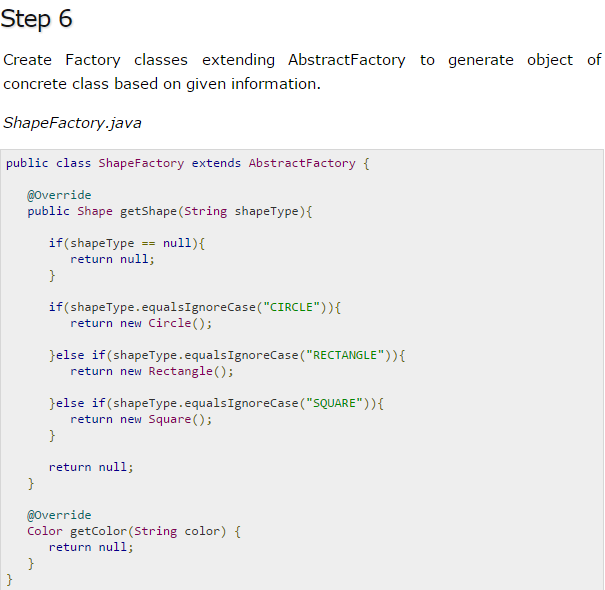 Step 6
Create Factory classes extending AbstractFactory to generate object of
concrete class based on given information.
ShapeFactory.java
public class ShapeFactory extends AbstractFactory {
@Override
public Shape getShape(String shapeType){
if(shapeType == null){
return null;
}
if(shapeType.equalsIgnoreCase("CIRCLE")){
return new Circle();
}else if(shapeType.equalsIgnoreCase("RECTANGLE")){
return new Rectangle();
}else if(shapeType.equalsIgnoreCase("SQUARE")){
return new Square();
}
return null;
}
@Override
Color getColor(String color) {
return null;
}
}